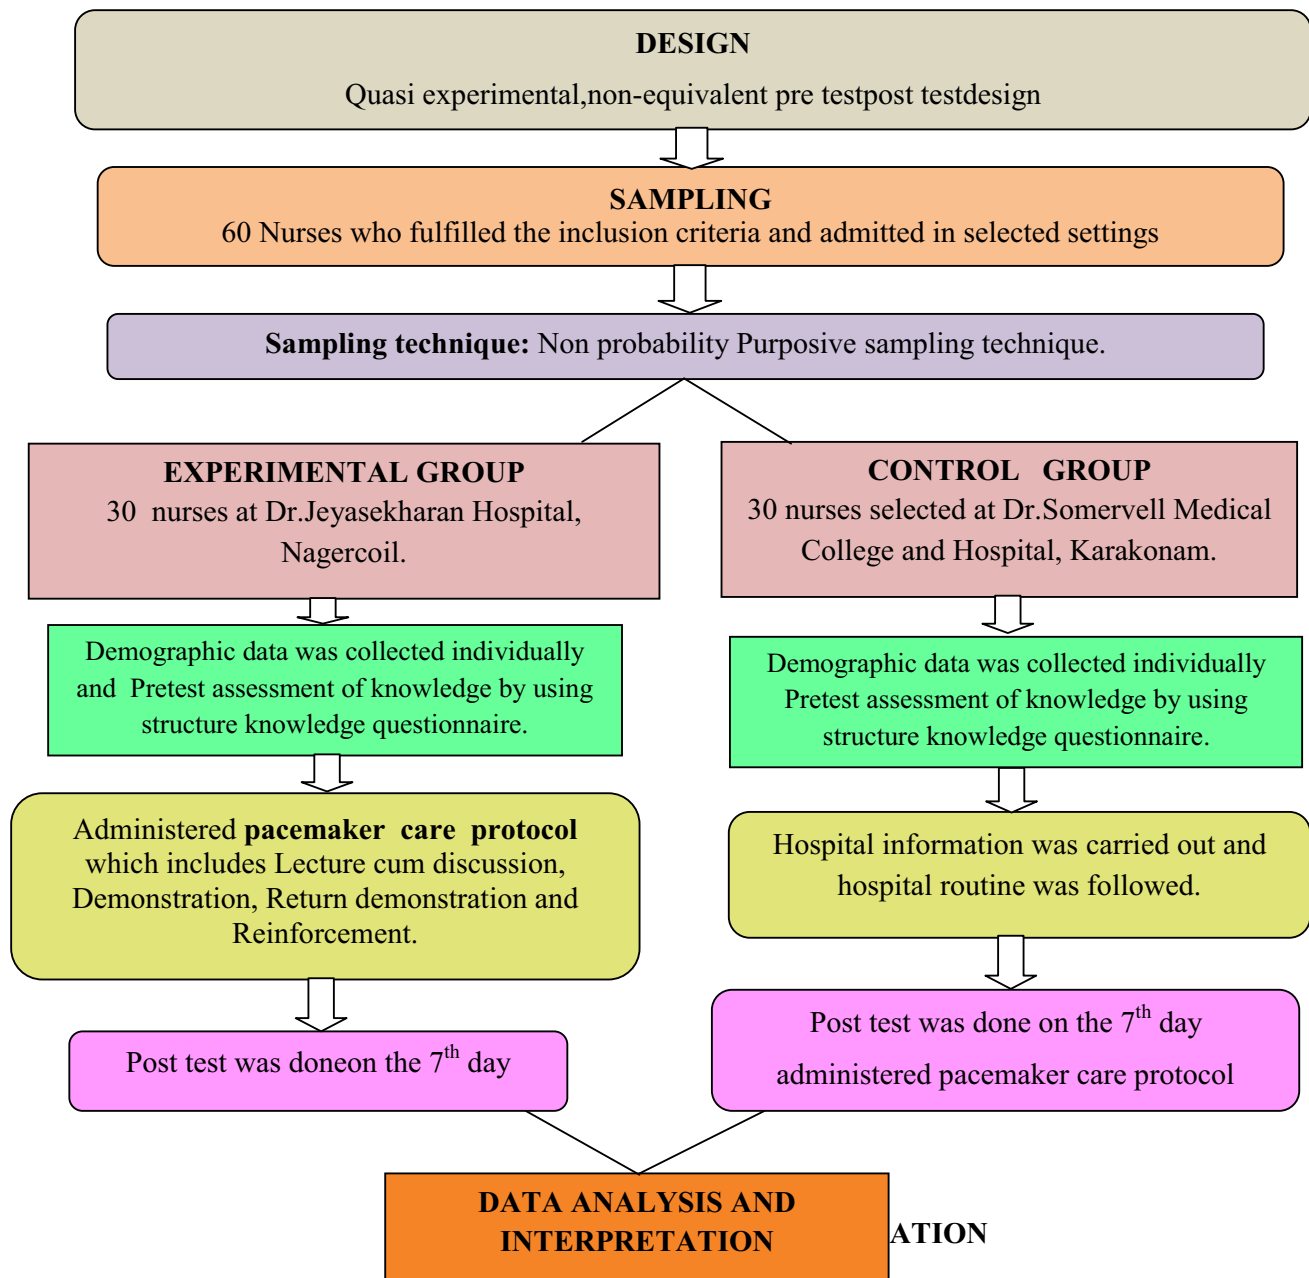 DESIGN
Quasi experimental,non-equivalent pre testpost testdesign
SAMPLING
60 Nurses who fulfilled the inclusion criteria and admitted in selected settings
Sampling technique: Non probability Purposive sampling technique.
EXPERIMENTAL GROUP
30 nurses at Dr.Jeyasekharan Hospital,
Nagercoil.
CONTROL GROUP
30 nurses selected at Dr.Somervell Medical
College and Hospital, Karakonam.
Demographic data was collected individually
and Pretest assessment of knowledge by using
structure knowledge questionnaire.
Demographic data was collected individually
Pretest assessment of knowledge by using
structure knowledge questionnaire.
Administered pacemaker care protocol
which includes Lecture cum discussion,
Demonstration, Return demonstration and
Reinforcement.
Hospital information was carried out and
hospital routine was followed.
Post test was doneon the 7th day
Post test was done on the 7th day
administered pacemaker care protocol
DATA ANALYSIS AND
INTERPRETATION
ATION